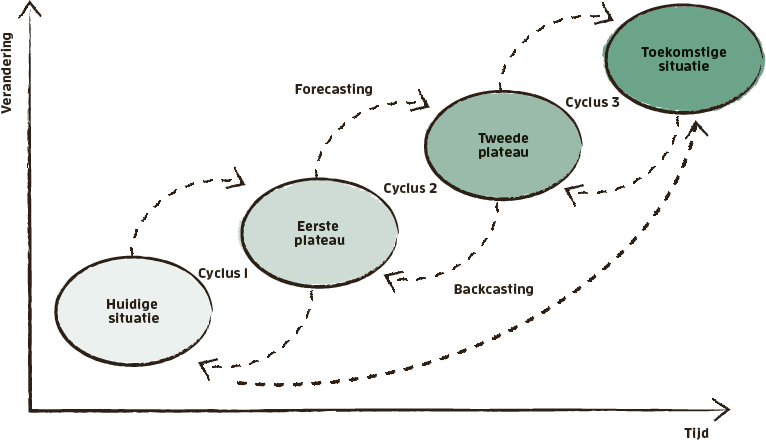 Verandering
Toekomstige
situatie
Forecasting
Cyclus 3
Tweede
plateau
Cyclus 2
Eerste
plateau
Cyclus 1
Backcasting
Huidige
situatie
Tijd